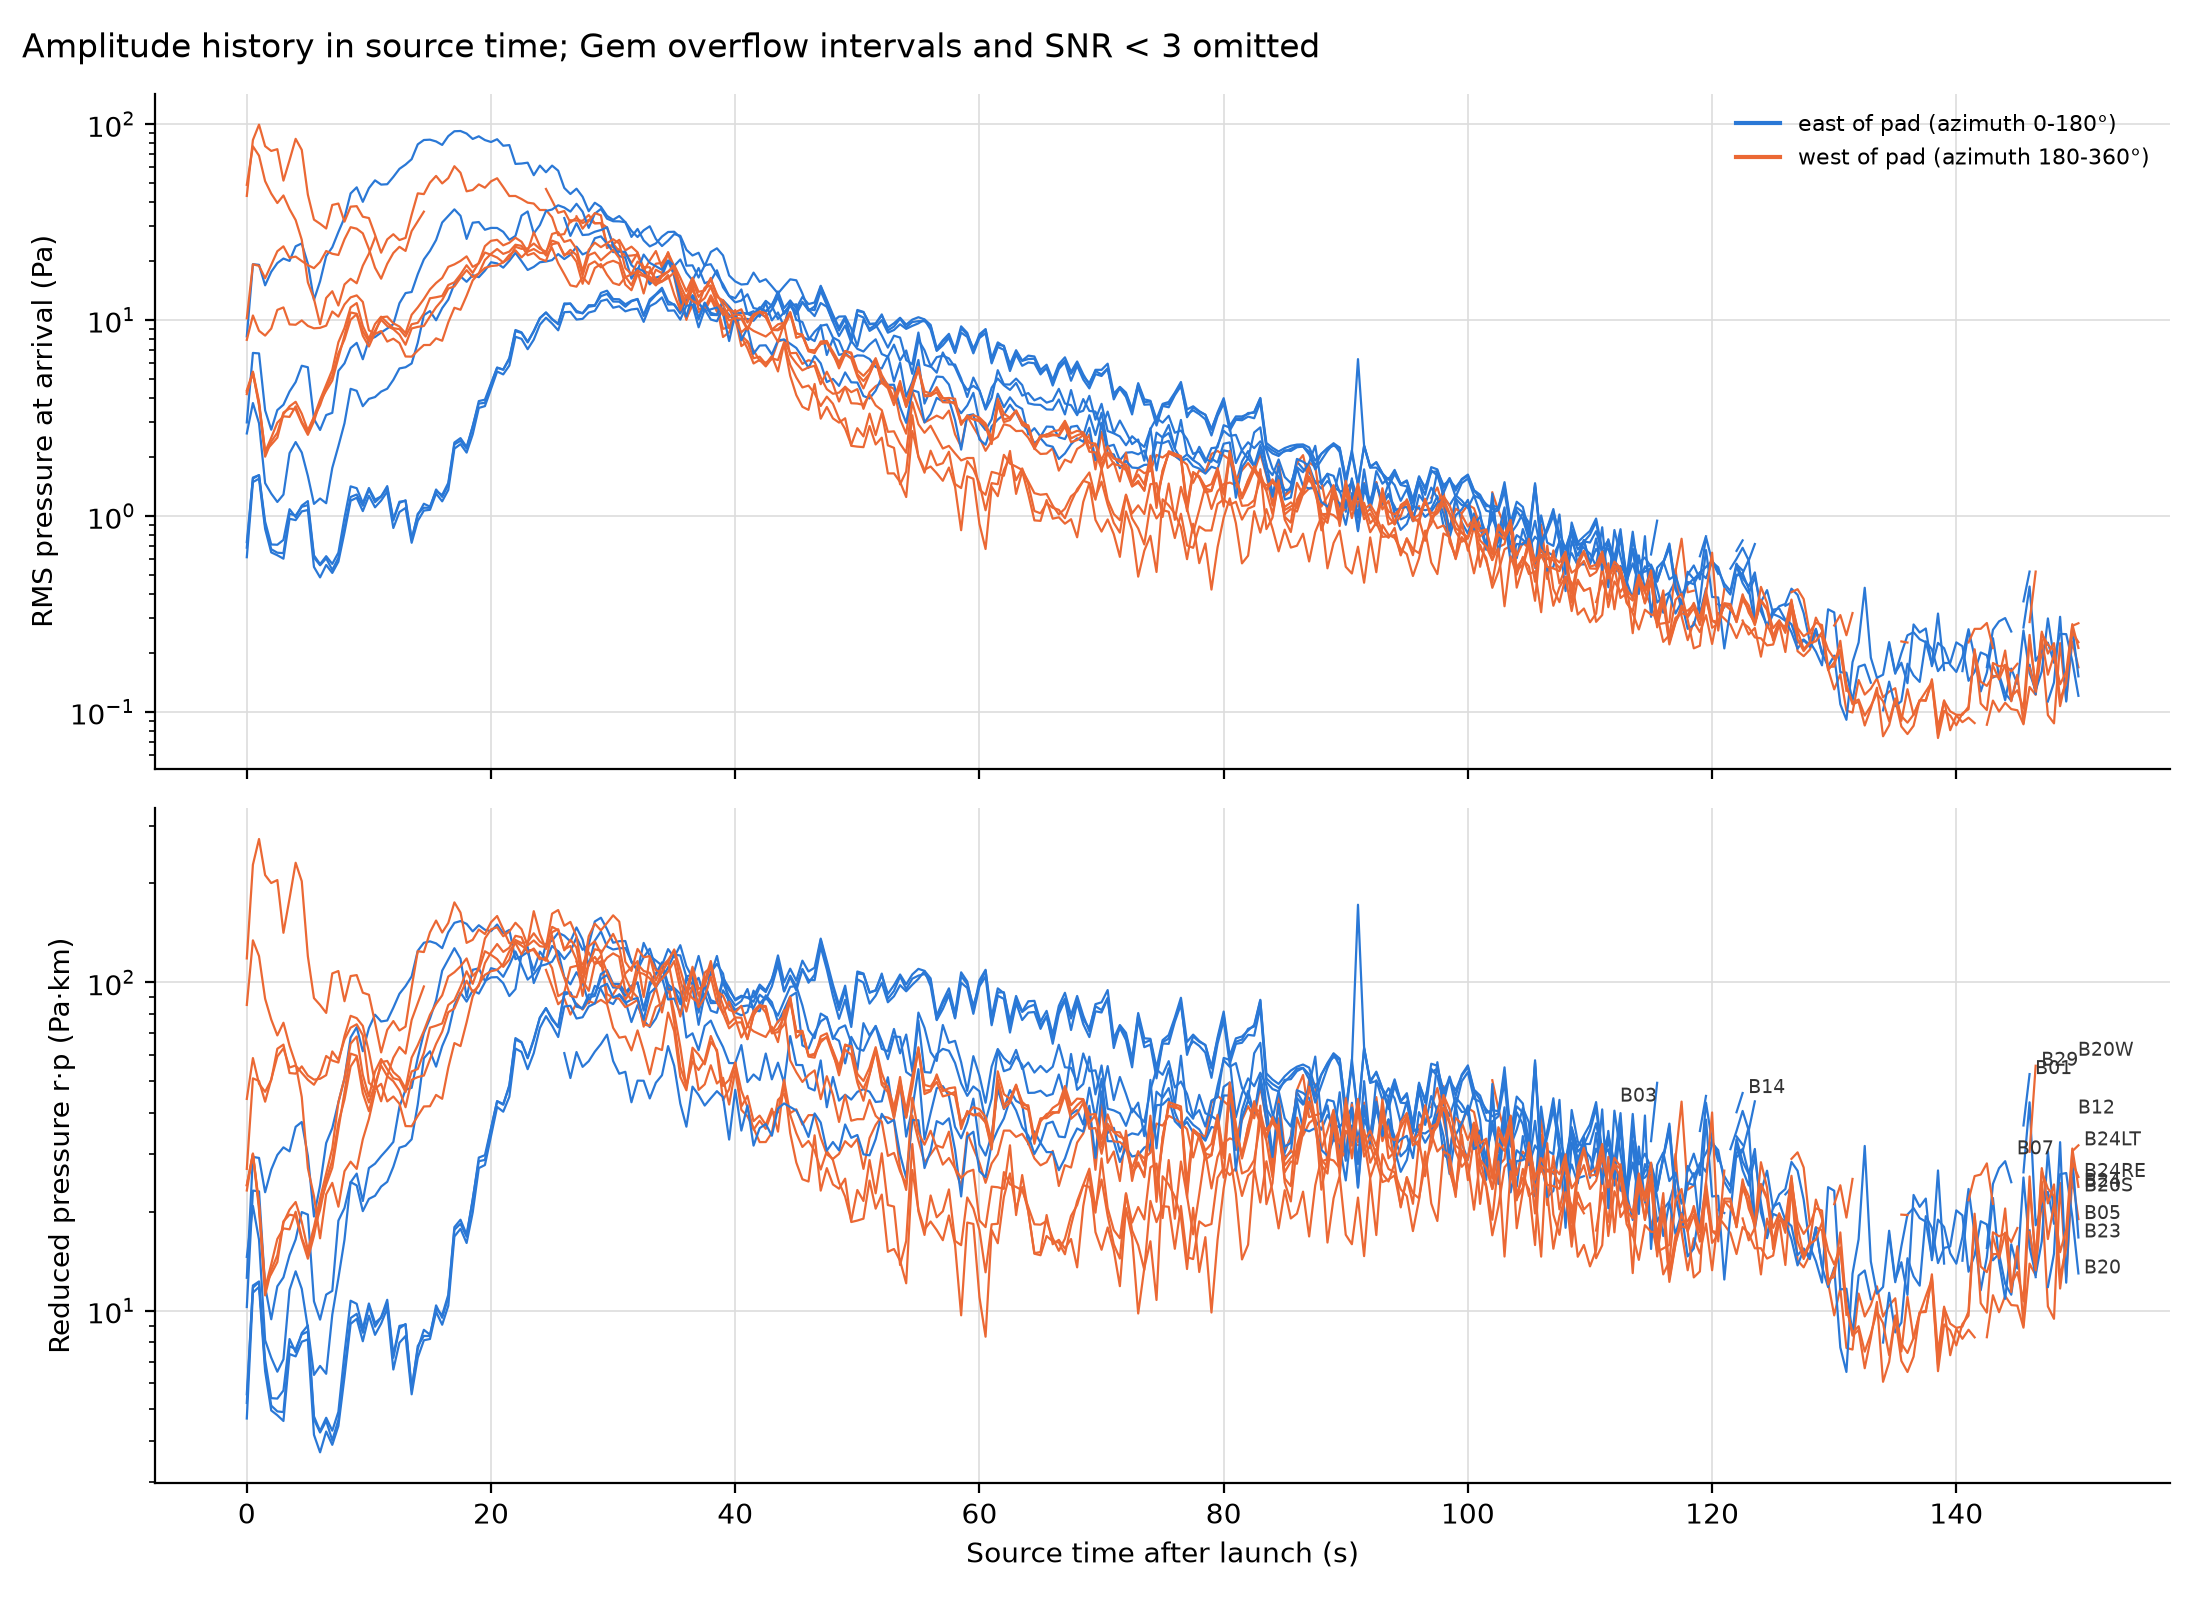 Amplitude history in source time; Gem overflow intervals and SNR < 3 omitted
RMS pressure at arrival (Pa)
10²
10¹
10⁰
10⁻¹
east of pad (azimuth 0-180°)
west of pad (azimuth 180-360°)
Reduced pressure r·p (Pa·km)
10²
10¹
B03
B14
B20W
B29
B01
B12
B24LT
B07
B24RE
B05
B23
B20
0
20
40
60
80
100
120
140
Source time after launch (s)